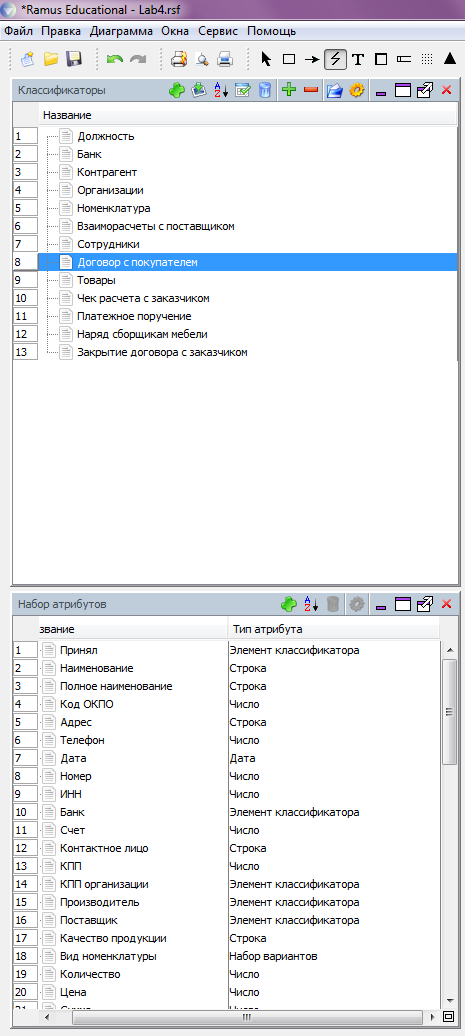 *Ramus Educational - Lab4.rsf
Файл Правка Диаграмма Окна Сервис Помощь
Классификаторы
Название
1 Должность
2 Банк
3 Контрагент
4 Организации
5 Номенклатура
6 Взаиморасчеты с поставщиком
7 Сотрудники
8 Договор с покупателем
9 Товары
10 Чек расчета с заказчиком
11 Платежное поручение
12 Наряд сборщикам мебели
13 Закрытие договора с заказчиком
Набор атрибутов
звание Тип атрибута
1 Принял Элемент классификатора
2 Наименование Строка
3 Полное наименование Строка
4 Код ОКПО Число
5 Адрес Строка
6 Телефон Число
7 Дата Дата
8 Номер Число
9 ИНН Число
10 Банк Элемент классификатора
11 Счет Число
12 Контактное лицо Строка
13 КПП Число
14 КПП организации Элемент классификатора
15 Производитель Элемент классификатора
16 Поставщик Элемент классификатора
17 Качество продукции Строка
18 Вид номенклатуры Набор вариантов
19 Количество Число
20 Цена Число